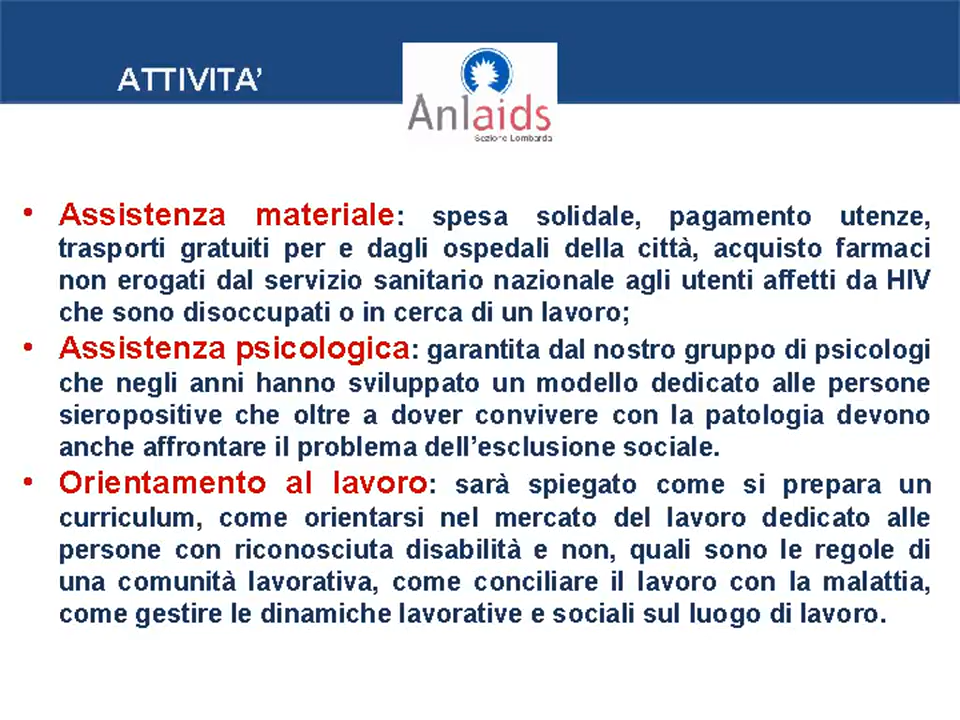 ATTIVITA’
Anlaids
Sezione Lombarda
• Assistenza materiale: spesa solidale, pagamento utenze,
trasporti gratuiti per e dagli ospedali della città, acquisto farmaci
non erogati dal servizio sanitario nazionale agli utenti affetti da HIV
che sono disoccupati o in cerca di un lavoro;
• Assistenza psicologica: garantita dal nostro gruppo di psicologi
che negli anni hanno sviluppato un modello dedicato alle persone
sieropositive che oltre a dover convivere con la patologia devono
anche affrontare il problema dell’esclusione sociale.
• Orientamento al lavoro: sarà spiegato come si prepara un
curriculum, come orientarsi nel mercato del lavoro dedicato alle
persone con riconosciuta disabilità e non, quali sono le regole di
una comunità lavorativa, come conciliare il lavoro con la malattia,
come gestire le dinamiche lavorative e sociali sul luogo di lavoro.